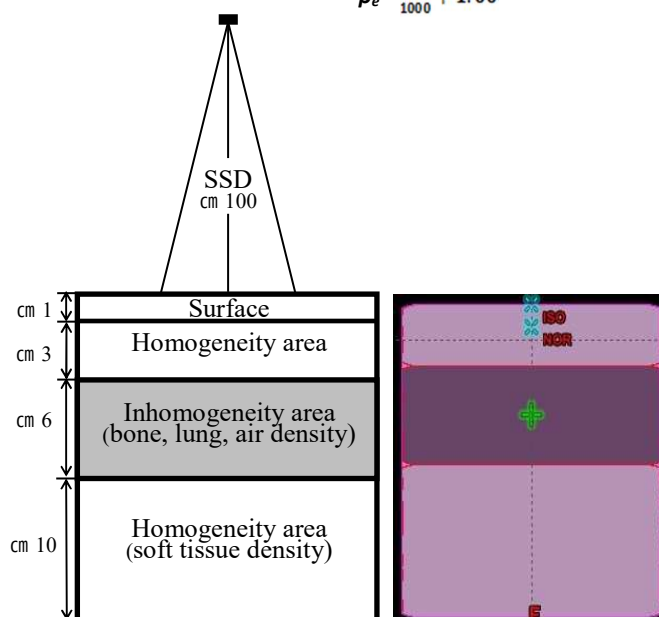 1000
SSD
cm 100
cm 1
Surface
cm 3
Homogeneity area
cm 6
Inhomogeneity area
(bone, lung, air density)
cm 10
Homogeneity area
(soft tissue density)
ISO
NOR